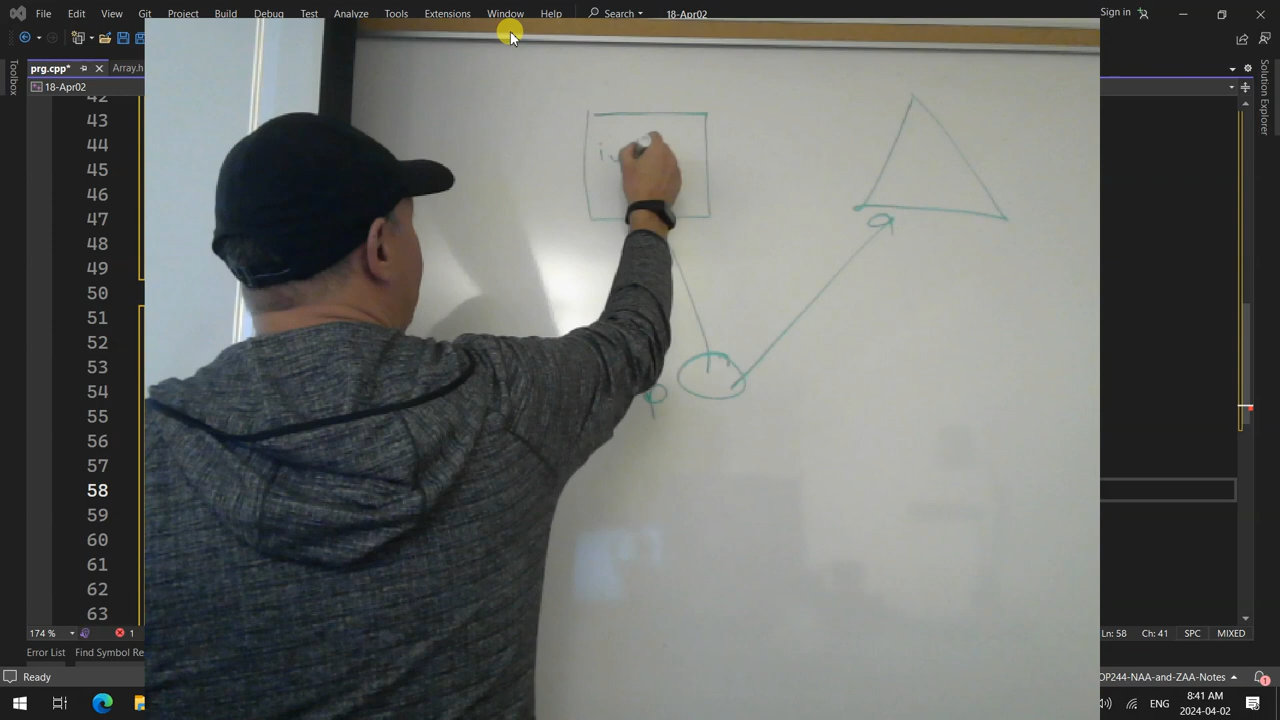 File Edit View Git Project Build Debug Test Analyze Tools Extensions Window Help Search 18-Apr02
Sign in
prg.cpp* Array.h
18-Apr02
Toolbox
Solution Explorer
42
43
44
45
46
47
48
49
50
51
52
53
54
55
56
57
58
59
60
61
62
63
i
a
p
174 % 1
Ln: 58 Ch: 41 SPC MIXED
Error List Find Symbol Re
Ready
OP244-NAA-and-ZAA-Notes 1
ENG
8:41 AM
2024-04-02